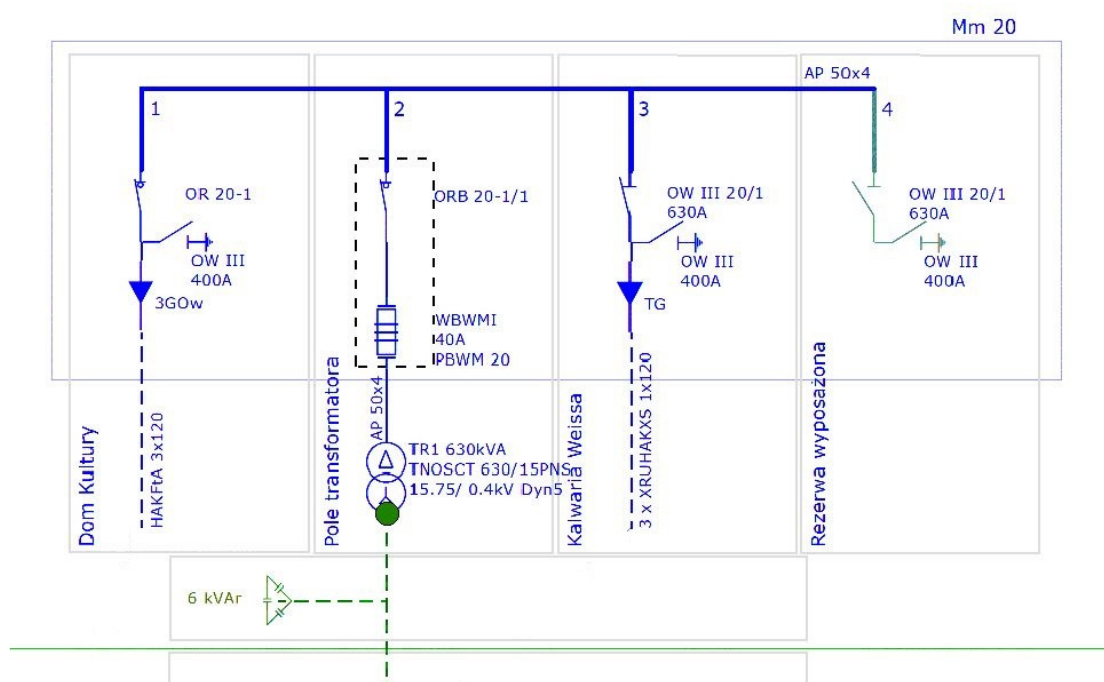 Mm 20
AP 50x4
1
2
3
4
OR 20-1
OW III
400A
3GOw
HAKFtA 3x120
Dom Kultury
ORB 20-1/1
WBWMI
40A
PBWM 20
AP 50x4
Pole transformatora
TR1 630kVA
TNOSCT 630/15PNS
15.75/ 0.4kV Dyn5
OW III 20/1
630A
OW III
400A
TG
3 x XRUHAKXS 1x120
Kalwaria Weissa
OW III 20/1
630A
OW III
400A
Rezerwa wyposażona
6 kVAr